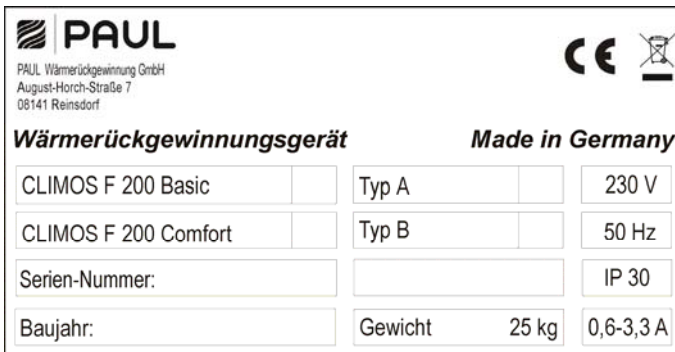 PAUL
PAUL Wärmerückgewinnung GmbH
August-Horch-Straße 7
08141 Reinsdorf
CE
Wärmerückgewinnungsgerät Made in Germany
CLIMOS F 200 Basic Typ A 230 V
CLIMOS F 200 Comfort Typ B 50 Hz
Serien-Nummer: IP 30
Baujahr: Gewicht 25 kg 0,6-3,3 A